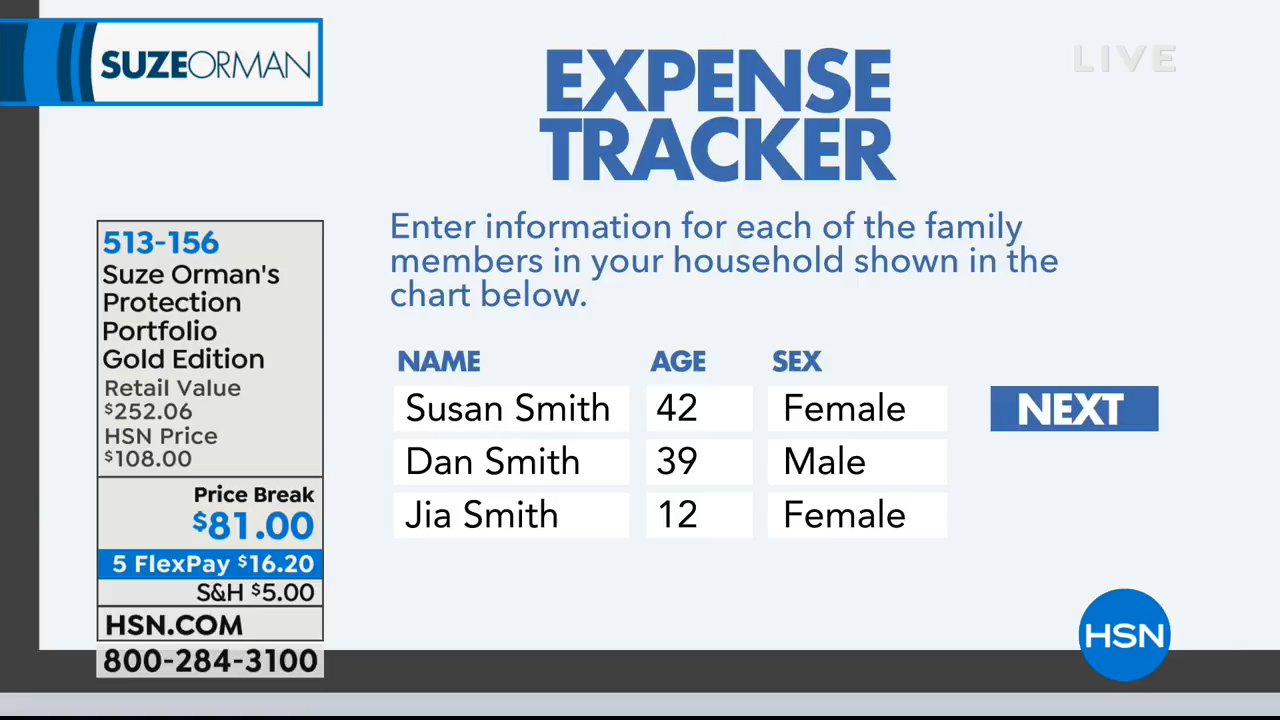 SUZEORMAN
EXPENSE
TRACKER
LIVE
Enter information for each of the family
members in your household shown in the
chart below.
NAME AGE SEX
Susan Smith 42 Female
NEXT
Dan Smith 39 Male
Jia Smith 12 Female
513-156
Suze Orman's
Protection
Portfolio
Gold Edition
Retail Value
$252.06
HSN Price
$108.00
Price Break
$81.00
5 FlexPay $16.20
S&H $5.00
HSN.COM
800-284-3100
HSN